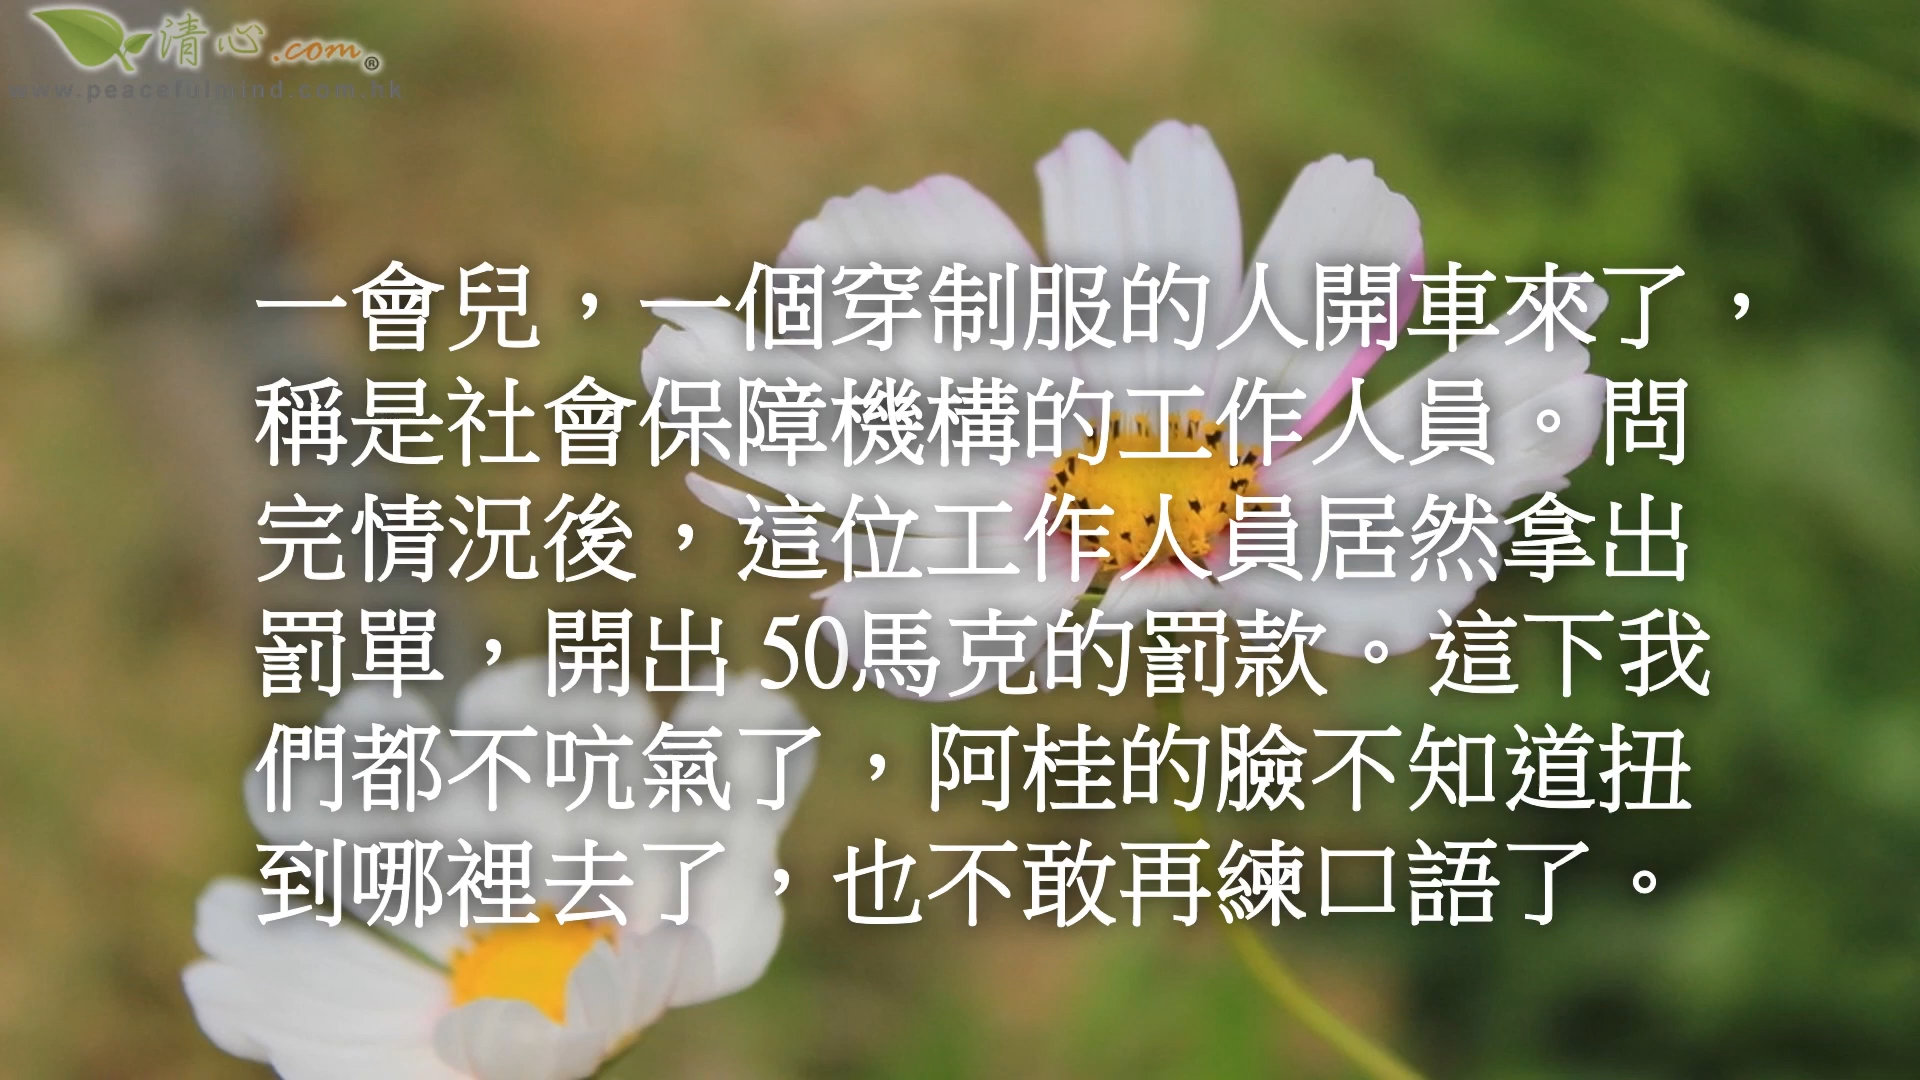 清心.com®
www.peacefulmind.com.hk
一會兒，一個穿制服的人開車來了，
稱是社會保障機構的工作人員。問
完情況後，這位工作人員居然拿出
罰單，開出 50馬克的罰款。這下我
們都不吭氣了，阿桂的臉不知道扭
到哪裡去了，也不敢再練口語了。